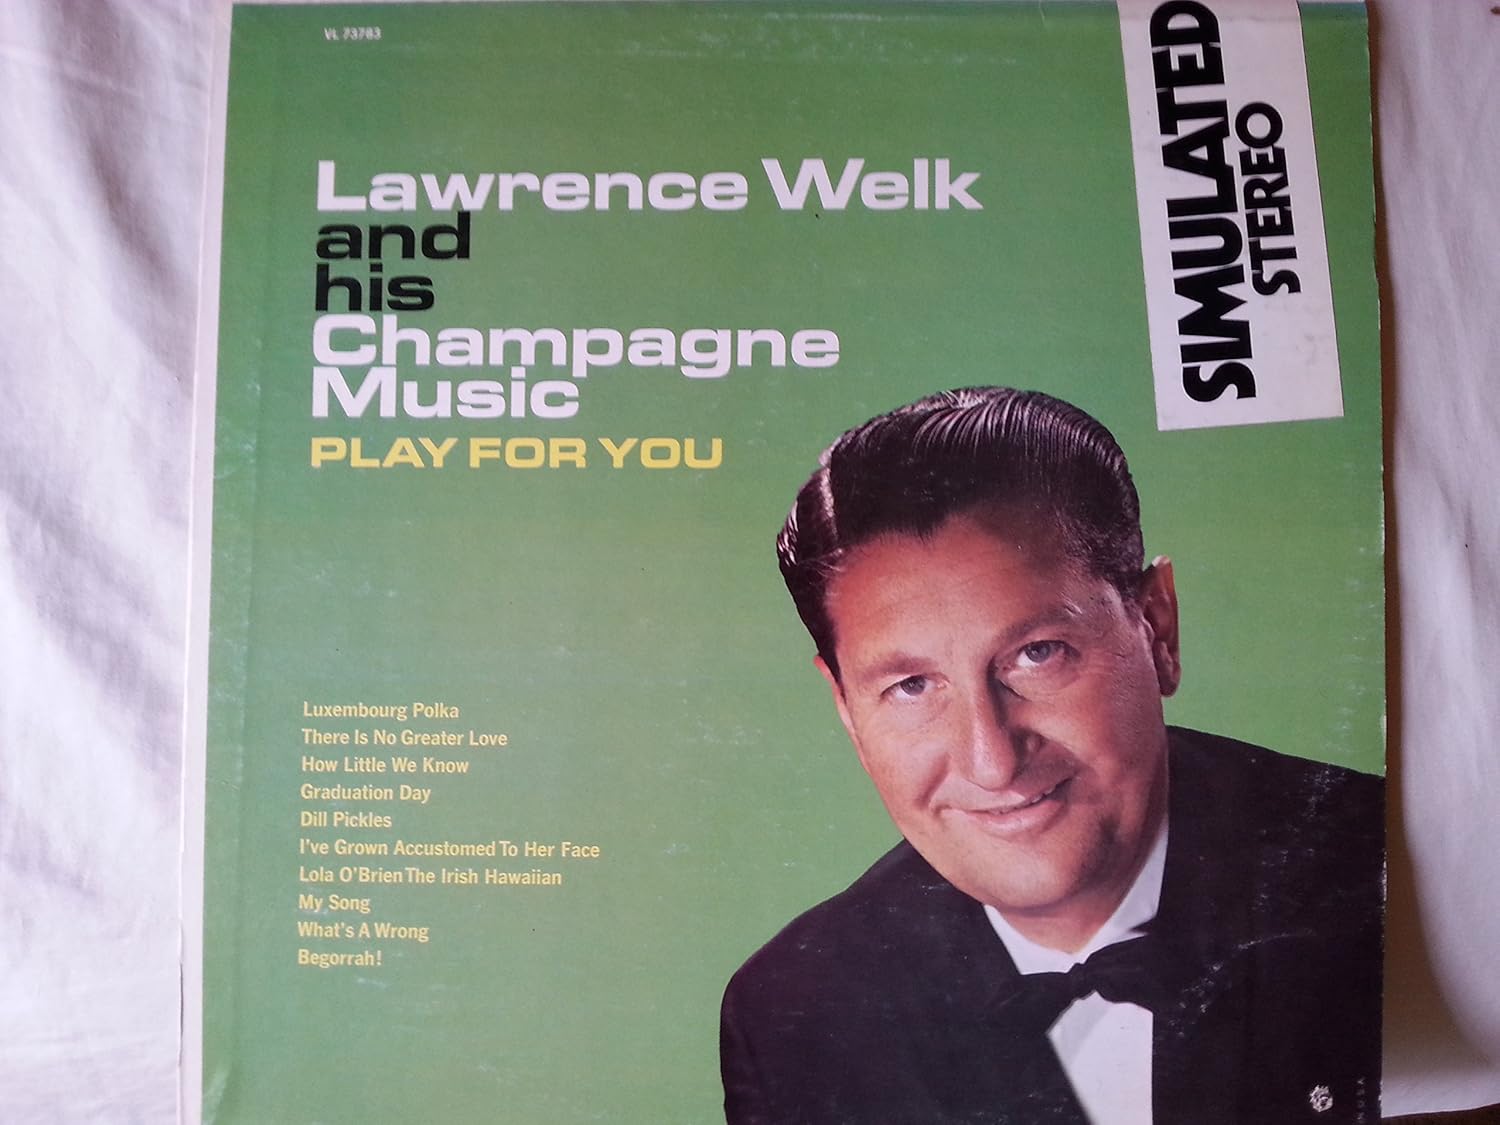 VL 73783
SIMULATED
STEREO
Lawrence Welk
and
his
Champagne
Music
PLAY FOR YOU
Luxembourg Polka
There Is No Greater Love
How Little We Know
Graduation Day
Dill Pickles
I've Grown Accustomed To Her Face
Lola O'Brien The Irish Hawaiian
My Song
What's A Wrong
Begorrah!
IN U.S.A.